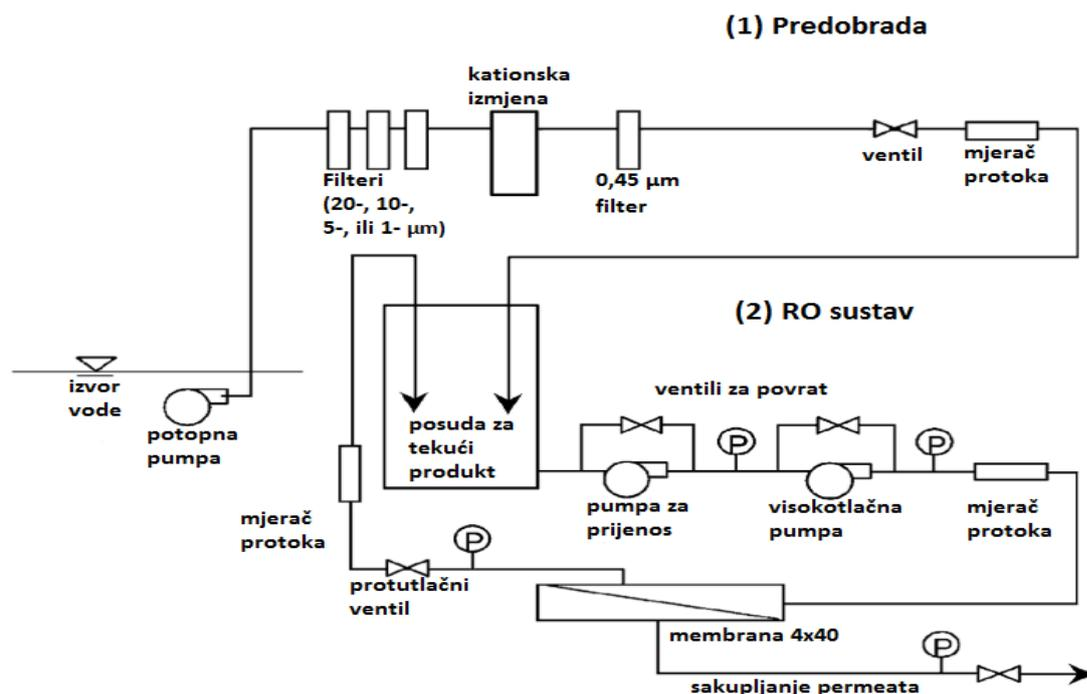 (1) Predobrada
kationska
izmjena
Filteri
(20-, 10-,
5-, ili 1- µm)
0,45 µm
filter
ventil
mjerač
protoka
(2) RO sustav
izvor
vode
potopna
pumpa
posuda za
tekući
produkt
ventili za povrat
P
P
pumpa za
prijenos
visokotlačna
pumpa
mjerač
protoka
mjerač
protoka
P
protutlačni
ventil
membrana 4x40
P
sakupljanje permeata